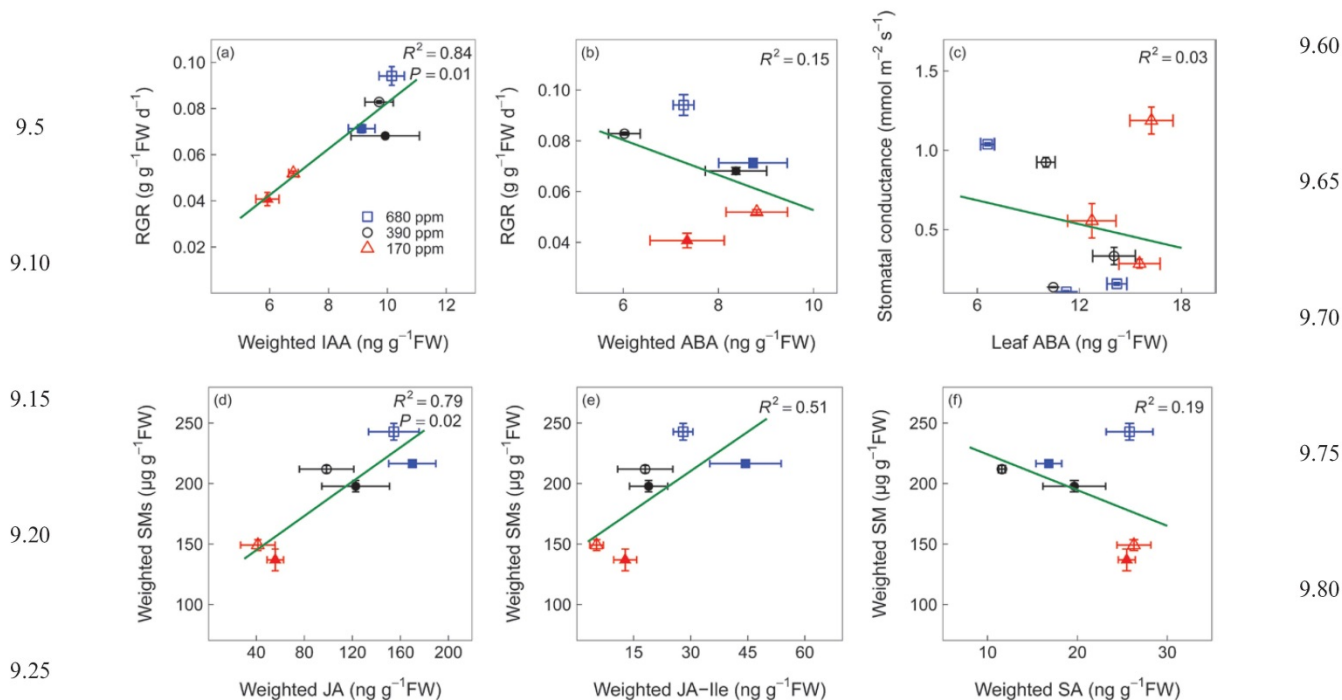 9.5
9.10
9.15
9.20
9.25
(a)
R² = 0.84
P = 0.01
0.10
0.08
0.06
0.04
0.02
RGR (g g⁻¹FW d⁻¹)
680 ppm
390 ppm
170 ppm
6 8 10 12
Weighted IAA (ng g⁻¹FW)
(b)
R² = 0.15
0.10
0.08
0.06
0.04
RGR (g g⁻¹FW d⁻¹)
6 8 10
Weighted ABA (ng g⁻¹FW)
(c)
R² = 0.03
1.5
1.0
0.5
Stomatal conductance (mmol m⁻² s⁻¹)
6 12 18
Leaf ABA (ng g⁻¹FW)
(d)
R² = 0.79
P = 0.02
250
200
150
100
Weighted SMs (µg g⁻¹FW)
40 80 120 160 200
Weighted JA (ng g⁻¹FW)
(e)
R² = 0.51
250
200
150
100
Weighted SMs (µg g⁻¹FW)
15 30 45 60
Weighted JA−Ile (ng g⁻¹FW)
(f)
R² = 0.19
250
200
150
100
Weighted SM (µg g⁻¹FW)
10 20 30
Weighted SA (ng g⁻¹FW)
9.60
9.65
9.70
9.75
9.80